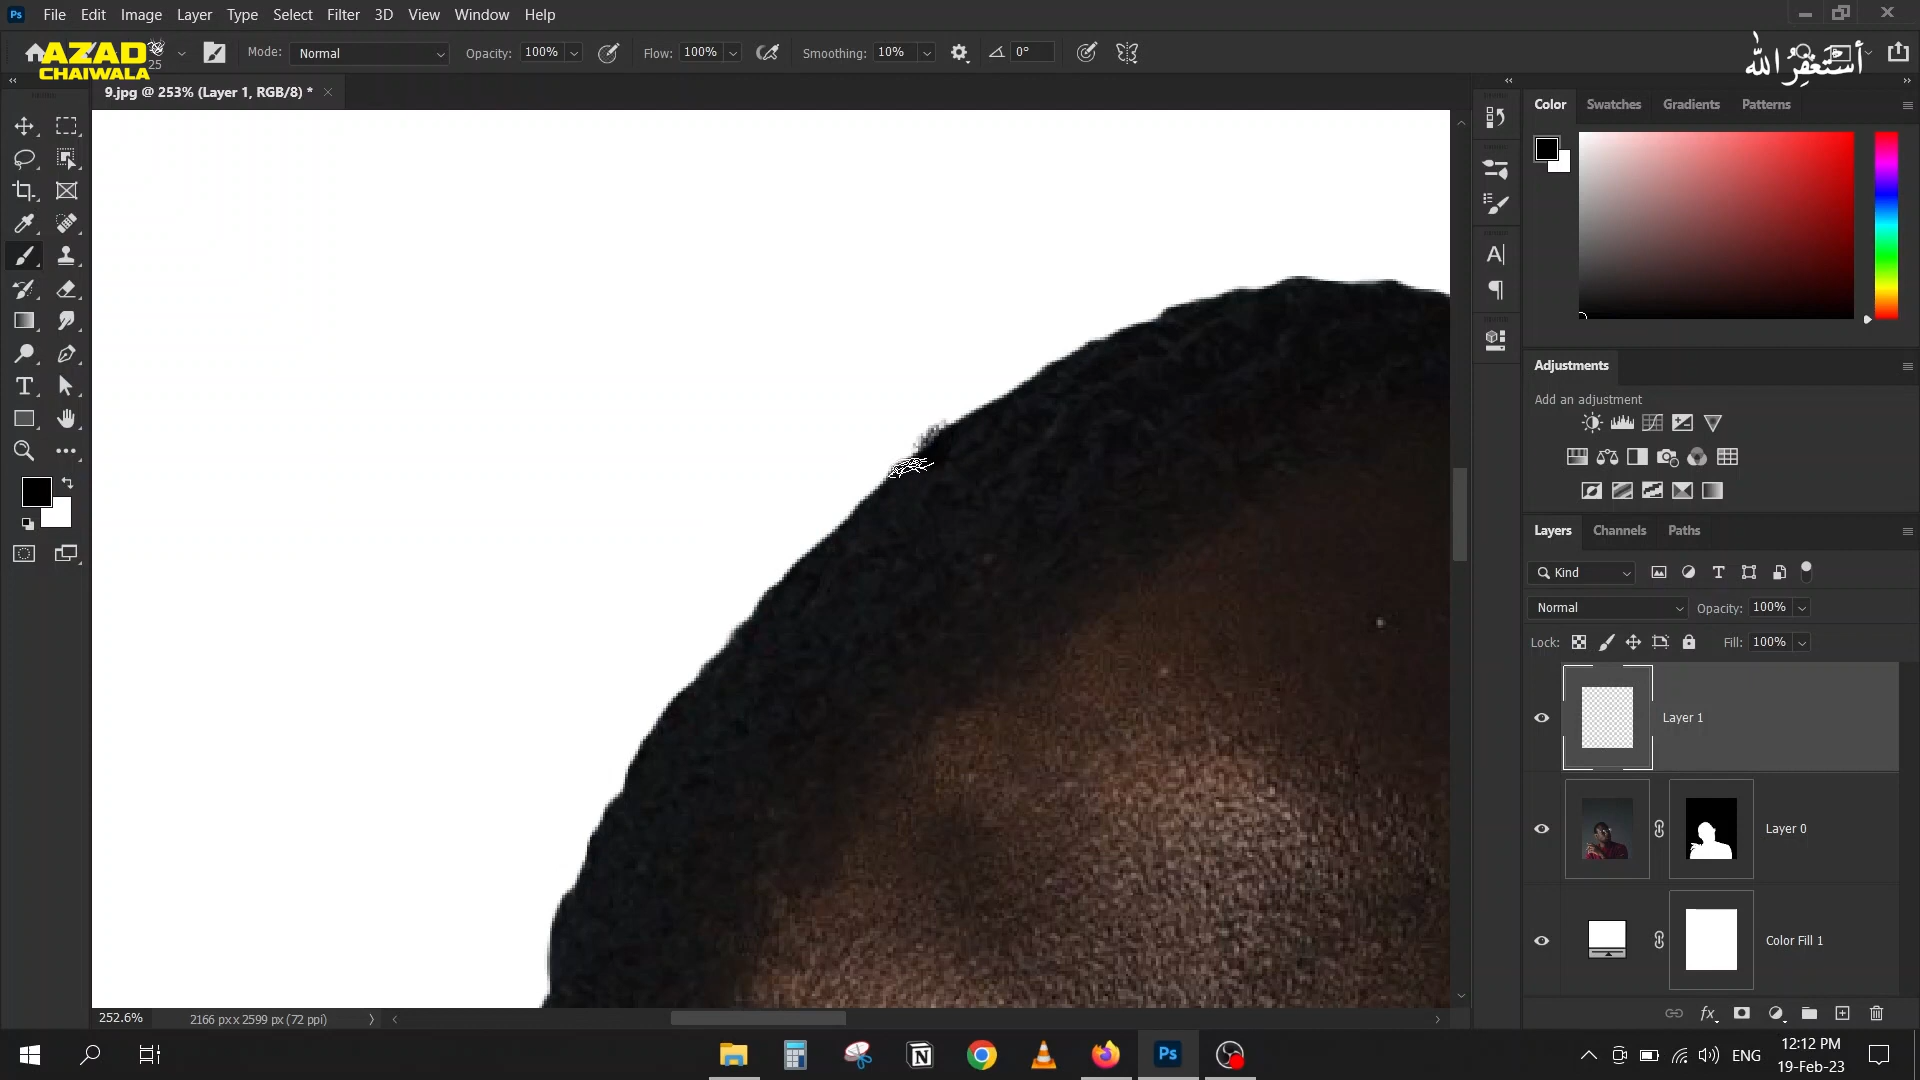 Ps File Edit Image Layer Type Select Filter 3D View Window Help
AZAD
CHAIWALA
25
Mode: Normal Opacity: 100% Flow: 100% Smoothing: 10% 0°
أستغفر الله
9.jpg @ 253% (Layer 1, RGB/8) *
Color Swatches Gradients Patterns
Adjustments
Add an adjustment
Layers Channels Paths
Kind
Normal Opacity: 100%
Lock: Fill: 100%
Layer 1
Layer 0
Color Fill 1
252.6% 2166 px x 2599 px (72 ppi)
Ps ENG 12:12 PM
19-Feb-23